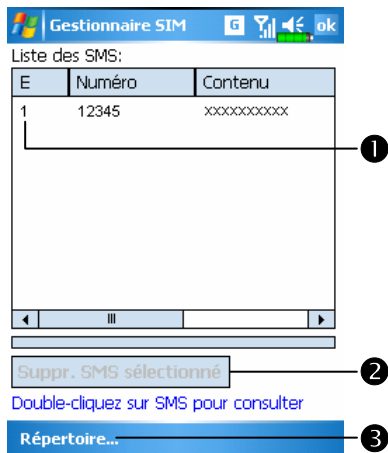 Gestionnaire SIM G ok
Liste des SMS:
E Numéro Contenu
1 12345 xxxxxxxxxx
1
Suppr. SMS sélectionné
2
Double-cliquez sur SMS pour consulter
Répertoire...
3